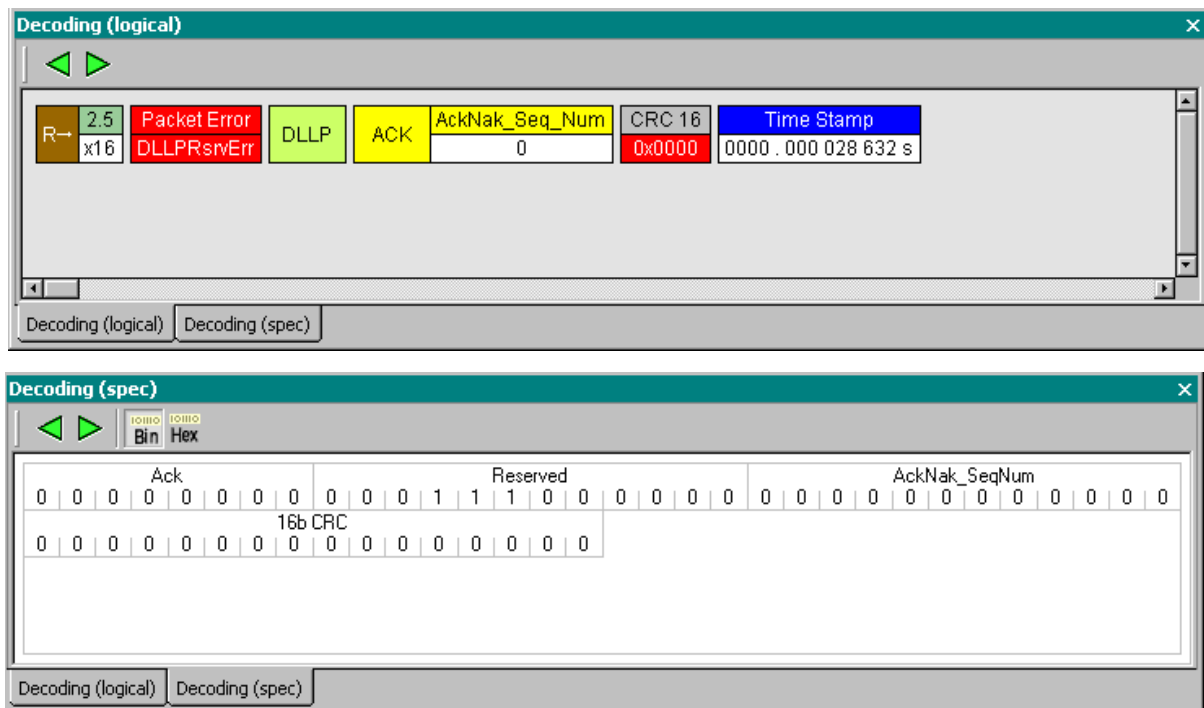 Decoding (logical)
R→ 2.5 Packet Error DLLP ACK AckNak_Seq_Num CRC 16 Time Stamp
x16 DLLPRsrvErr 0 0x0000 0000 . 000 028 632 s
Decoding (logical) Decoding (spec)
Decoding (spec)
10110 Bin 10110 Hex
Ack Reserved AckNak_SeqNum
0 0 0 0 0 0 0 0 0 0 0 1 1 1 0 0 0 0 0 0 0 0 0 0 0 0 0 0 0 0 0 0
16b CRC
0 0 0 0 0 0 0 0 0 0 0 0 0 0 0 0
Decoding (logical) Decoding (spec)